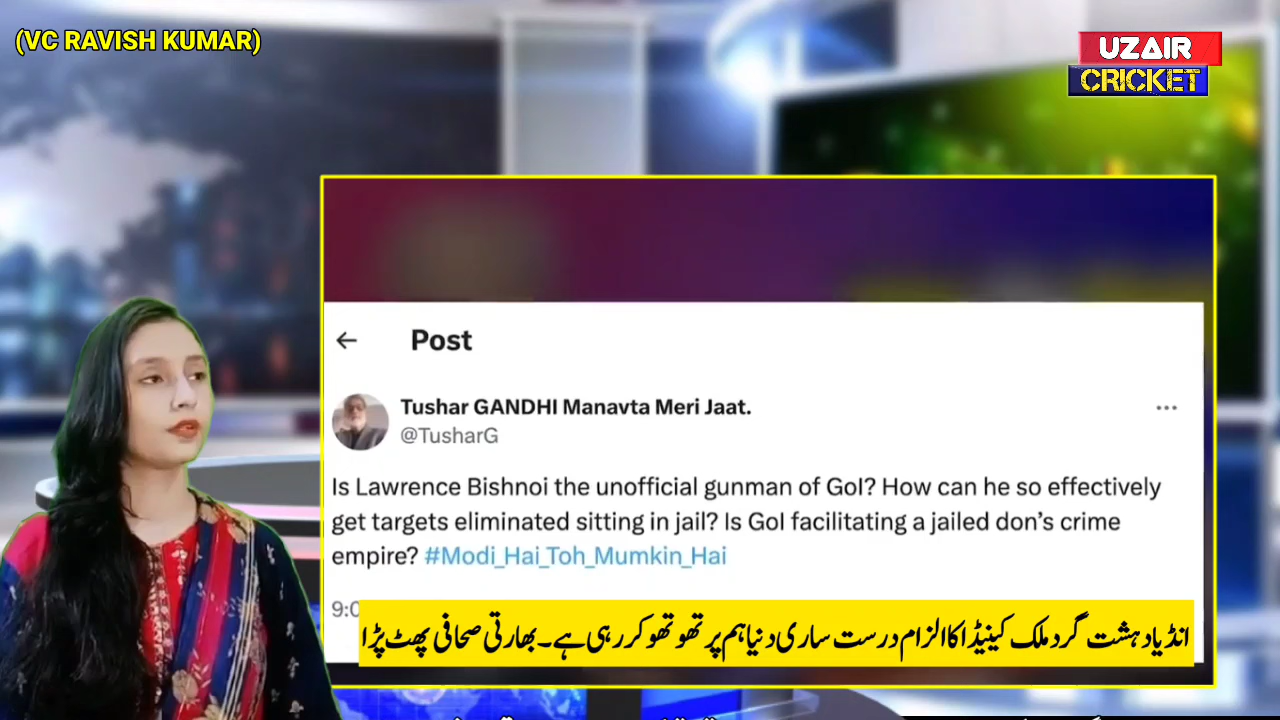 (VC RAVISH KUMAR)
UZAIR
CRICKET
Post
Tushar GANDHI Manavta Meri Jaat.
@TusharG
Is Lawrence Bishnoi the unofficial gunman of GoI? How can he so effectively
get targets eliminated sitting in jail? Is GoI facilitating a jailed don's crime
empire? #Modi_Hai_Toh_Mumkin_Hai
انڈیا دہشت گرد ملک کینیڈا کا الزام درست ساری دنیا ہم پر تھو تھو کر رہی ہے۔ بھارتی صحافی پھٹ پڑا